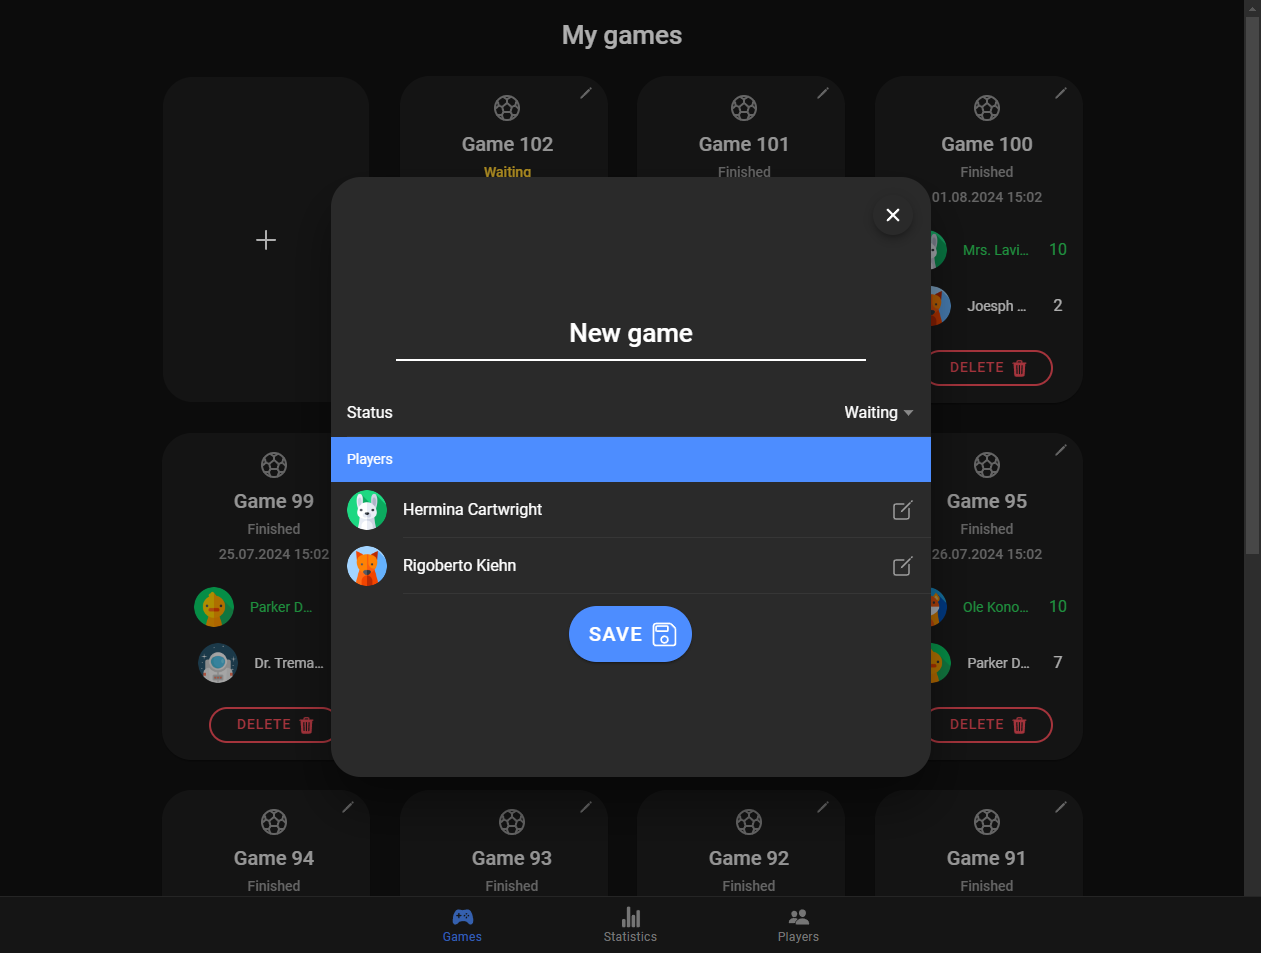 My games
Game 102
Waiting
Game 101
Finished
Game 100
Finished
01.08.2024 15:02
Mrs. Lavi... 10
Joesph ... 2
DELETE
New game
Status Waiting
Players
Hermina Cartwright
Rigoberto Kiehn
SAVE
Game 99
Finished
25.07.2024 15:02
Parker D...
Dr. Trema...
DELETE
Game 95
Finished
26.07.2024 15:02
Ole Kono... 10
Parker D... 7
DELETE
Game 94
Finished
Game 93
Finished
Game 92
Finished
Game 91
Finished
Games
Statistics
Players